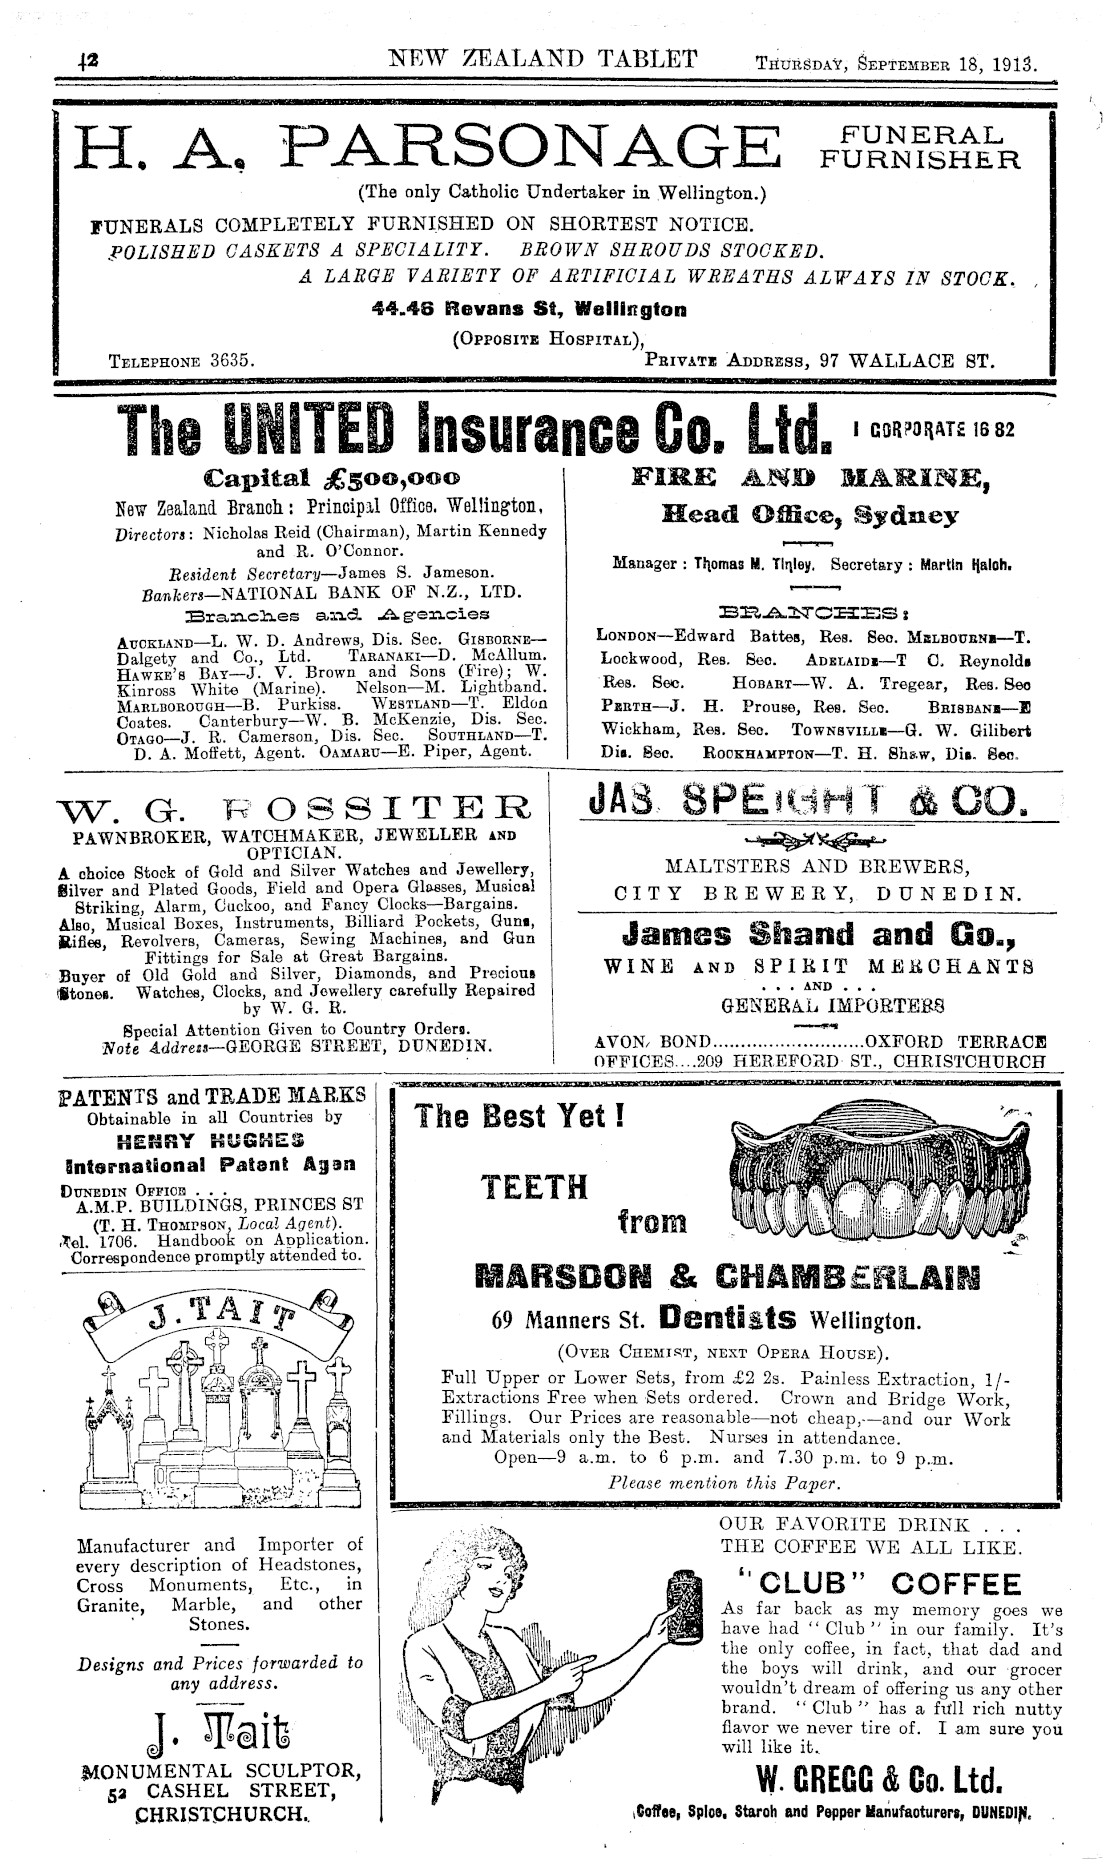 42
NEW ZEALAND TABLET
THURSDAY, SEPTEMBER 18, 1913.
H. A. PARSONAGE
FUNERAL
FURNISHER
(The only Catholic Undertaker in Wellington.)
FUNERALS COMPLETELY FURNISHED ON SHORTEST NOTICE.
POLISHED CASKETS A SPECIALITY. BROWN SHROUDS STOCKED.
A LARGE VARIETY OF ARTIFICIAL WREATHS ALWAYS IN STOCK.
44-46 Revans St, Wellington
(OPPOSITE HOSPITAL),
TELEPHONE 3635.
PRIVATE ADDRESS, 97 WALLACE ST.
The UNITED Insurance Co. Ltd. I CORPORATE 1682
Capital £500,000
New Zealand Branch: Principal Office, Wellington.
Directors: Nicholas Reid (Chairman), Martin Kennedy
and R. O'Connor.
Resident Secretary—James S. Jameson.
Bankers—NATIONAL BANK OF N.Z., LTD.
Branches and Agencies
AUCKLAND—L. W. D. Andrews, Dis. Sec. GISBORNE—
Dalgety and Co., Ltd. TARANAKI—D. McAllum.
HAWKE'S BAY—J. V. Brown and Sons (Fire); W.
Kinross White (Marine). Nelson—M. Lightband.
MARLBOROUGH—B. Purkiss. WESTLAND—T. Eldon
Coates. Canterbury—W. B. McKenzie, Dis. Sec.
OTAGO—J. R. Camerson, Dis. Sec. SOUTHLAND—T.
D. A. Moffett, Agent. OAMARU—E. Piper, Agent.
FIRE AND MARINE,
Head Office, Sydney
Manager: Thomas M. Tinley. Secretary: Martin Haloh.
BRANCHES:
LONDON—Edward Battes, Res. Sec. MELBOURNE—T.
Lockwood, Res. Sec. ADELAIDE—T C. Reynolds
Res. Sec. HOBART—W. A. Tregear, Res. Sec
PERTH—J. H. Prouse, Res. Sec. BRISBANE—E
Wickham, Res. Sec. TOWNSVILLE—G. W. Gilibert
Dis. Sec. ROCKHAMPTON—T. H. Shaw, Dis. Sec.
W. G. ROSSITER
PAWNBROKER, WATCHMAKER, JEWELLER AND
OPTICIAN.
A choice Stock of Gold and Silver Watches and Jewellery,
Silver and Plated Goods, Field and Opera Glasses, Musical
Striking, Alarm, Cuckoo, and Fancy Clocks—Bargains.
Also, Musical Boxes, Instruments, Billiard Pockets, Guns,
Rifles, Revolvers, Cameras, Sewing Machines, and Gun
Fittings for Sale at Great Bargains.
Buyer of Old Gold and Silver, Diamonds, and Precious
Stones. Watches, Clocks, and Jewellery carefully Repaired
by W. G. R.
Special Attention Given to Country Orders.
Note Address—GEORGE STREET, DUNEDIN.
JAS. SPEIGHT & CO.
MALTSTERS AND BREWERS,
CITY BREWERY, DUNEDIN.
James Shand and Co.,
WINE AND SPIRIT MERCHANTS
. . . AND . . .
GENERAL IMPORTERS
AVON BOND...........................OXFORD TERRACE
OFFICES....209 HEREFORD ST., CHRISTCHURCH
PATENTS and TRADE MARKS
Obtainable in all Countries by
HENRY HUGHES
International Patent Agen
DUNEDIN OFFICE . . .
A.M.P. BUILDINGS, PRINCES ST
(T. H. THOMPSON, Local Agent).
Tel. 1706. Handbook on Application.
Correspondence promptly attended to.
J. TAIT
Manufacturer and Importer of
every description of Headstones,
Cross Monuments, Etc., in
Granite, Marble, and other
Stones.
Designs and Prices forwarded to
any address.
J. Tait
MONUMENTAL SCULPTOR,
52 CASHEL STREET,
CHRISTCHURCH.
The Best Yet!
TEETH
from
MARSDON & CHAMBERLAIN
69 Manners St. Dentists Wellington.
(OVER CHEMIST, NEXT OPERA HOUSE).
Full Upper or Lower Sets, from £2 2s. Painless Extraction, 1/-
Extractions Free when Sets ordered. Crown and Bridge Work,
Fillings. Our Prices are reasonable—not cheap,—and our Work
and Materials only the Best. Nurses in attendance.
Open—9 a.m. to 6 p.m. and 7.30 p.m. to 9 p.m.
Please mention this Paper.
OUR FAVORITE DRINK . . .
THE COFFEE WE ALL LIKE.
"CLUB" COFFEE
As far back as my memory goes we
have had "Club" in our family. It's
the only coffee, in fact, that dad and
the boys will drink, and our grocer
wouldn't dream of offering us any other
brand. "Club" has a full rich nutty
flavor we never tire of. I am sure you
will like it.
W. GREGG & Co. Ltd.
Coffee, Spice, Starch and Pepper Manufacturers, DUNEDIN.